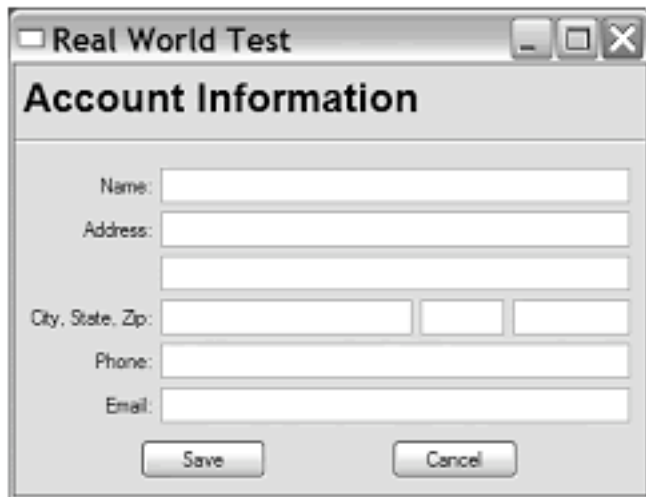 Real World Test
Account Information
Name:
Address:
City, State, Zip:
Phone:
Email:
Save Cancel